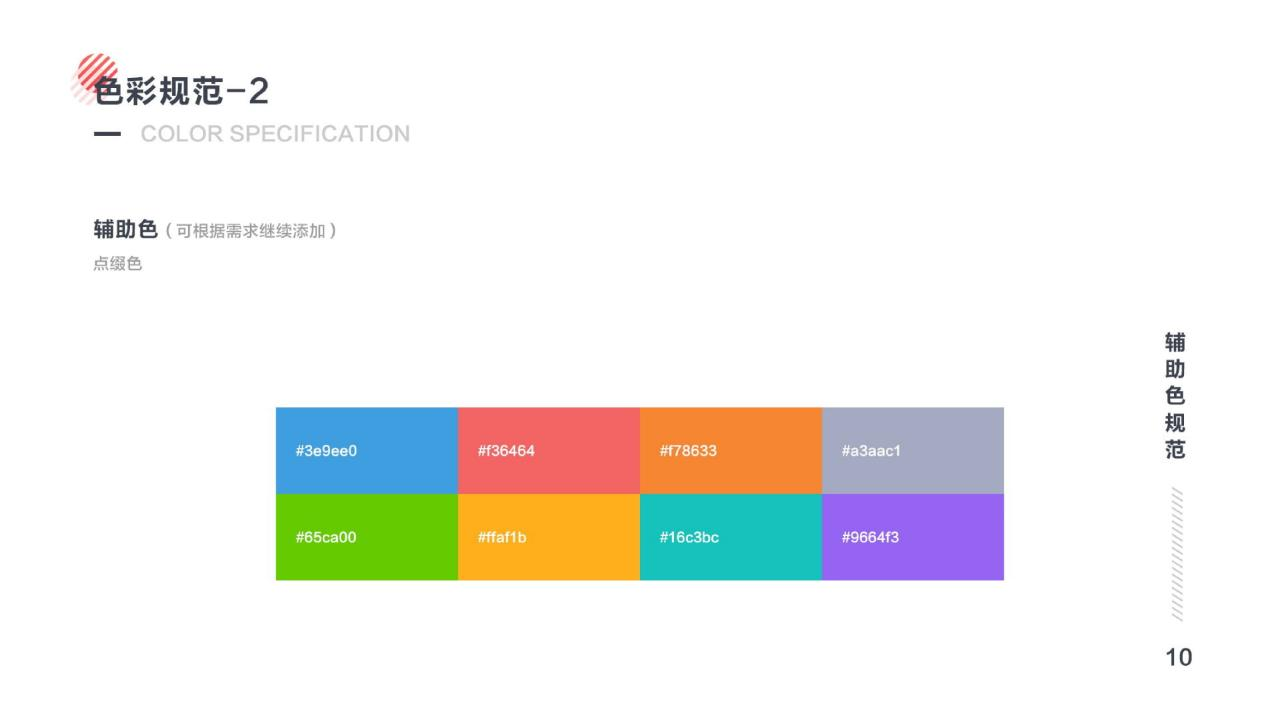 色彩规范-2
COLOR SPECIFICATION
辅助色（可根据需求继续添加）
点缀色
#3e9ee0 #f36464 #f78633 #a3aac1
#65ca00 #ffaf1b #16c3bc #9664f3
辅助色规范
10